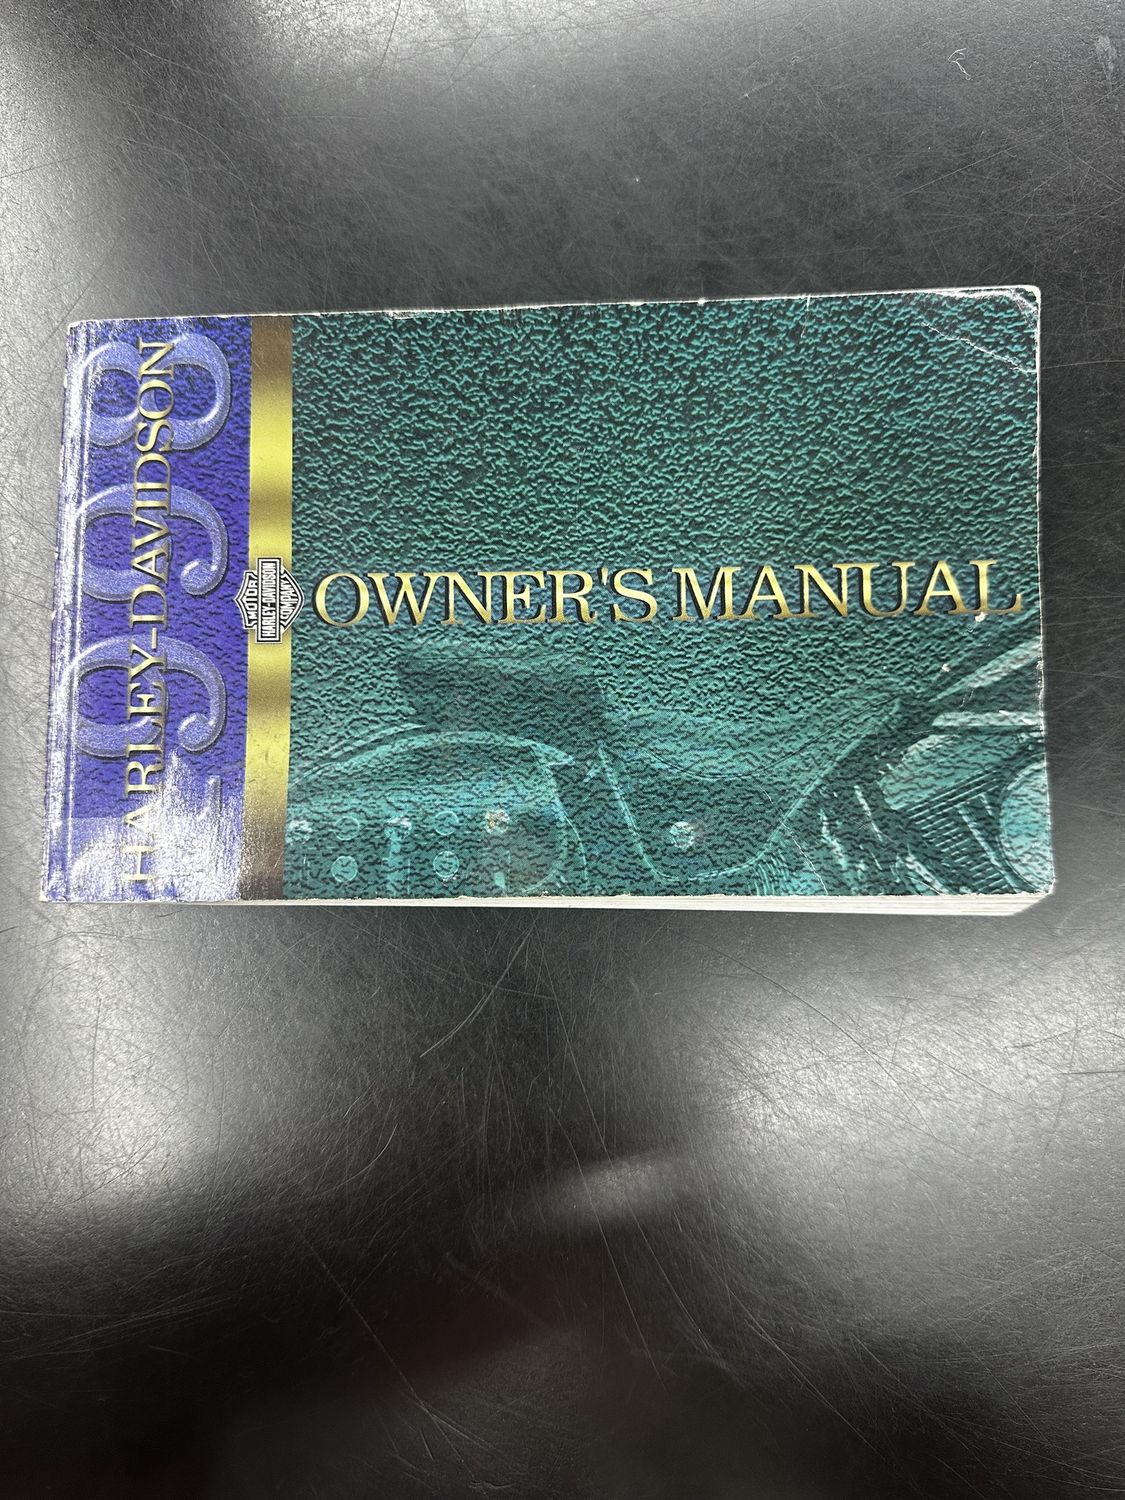 1998
HARLEY-DAVIDSON
MOTOR
HARLEY-DAVIDSON
COMPANY
OWNER'S MANUAL